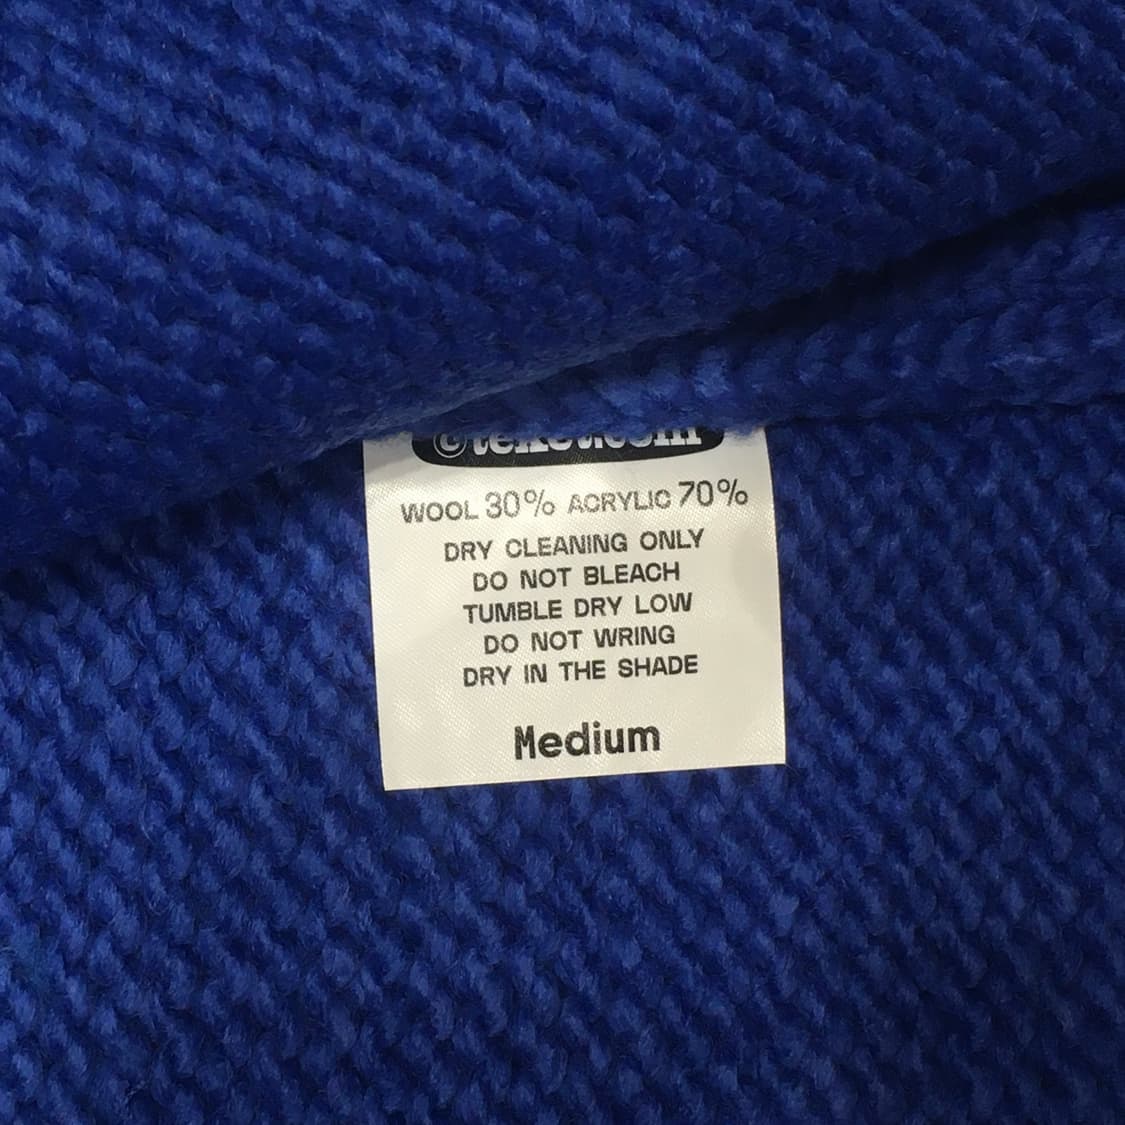 WOOL 30% ACRYLIC 70%
DRY CLEANING ONLY
DO NOT BLEACH
TUMBLE DRY LOW
DO NOT WRING
DRY IN THE SHADE
Medium